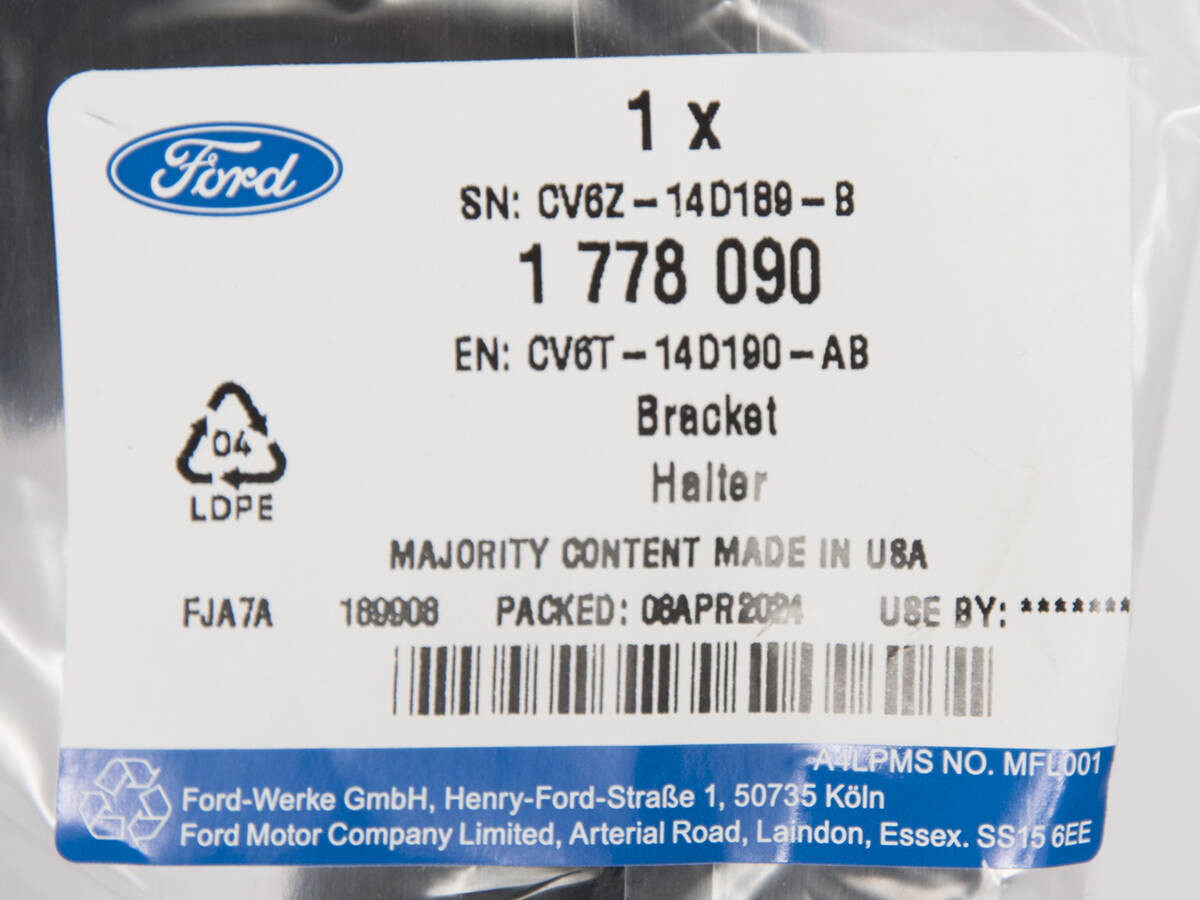 Ford
1 x
SN: CV6Z-14D189-B
1 778 090
EN: CV6T-14D190-AB
Bracket
Halter
04
LDPE
MAJORITY CONTENT MADE IN USA
FJA7A 189908 PACKED: 08APR2024 USE BY: *******
A4LPMS NO. MFL001
Ford-Werke GmbH, Henry-Ford-Straße 1, 50735 Köln
Ford Motor Company Limited, Arterial Road, Laindon, Essex. SS15 6EE